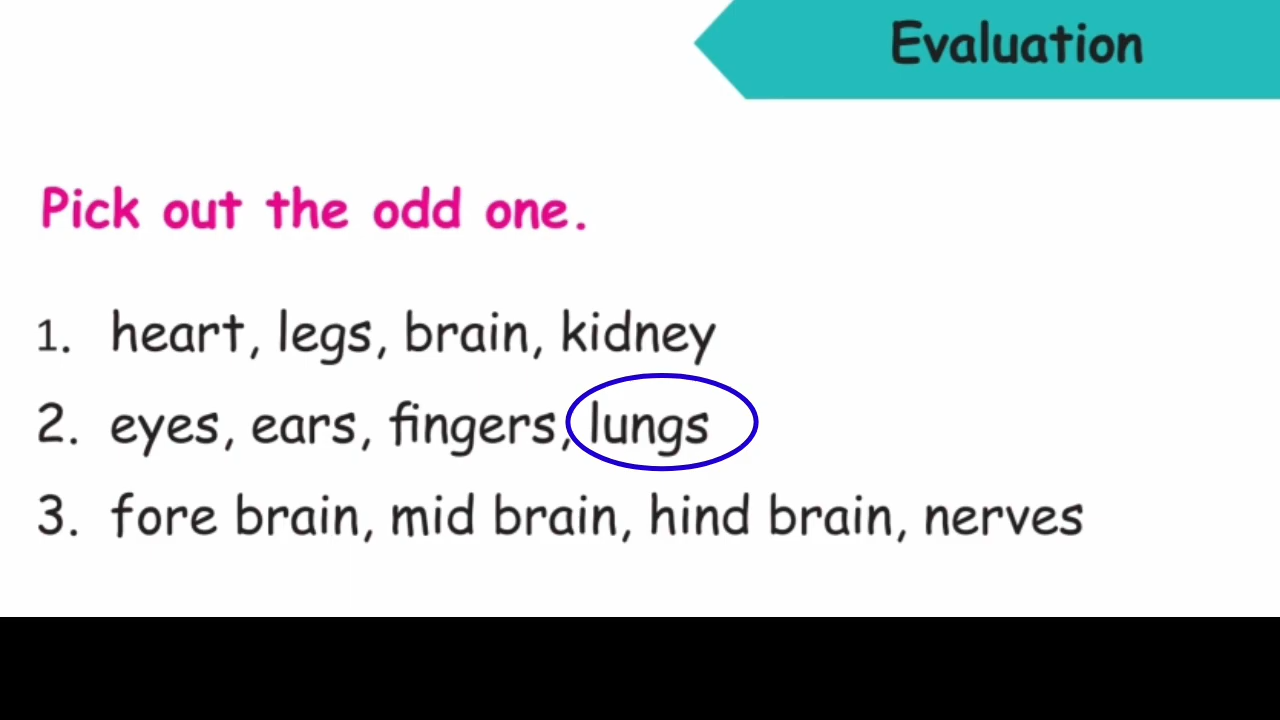 Evaluation
Pick out the odd one.
1. heart, legs, brain, kidney
2. eyes, ears, fingers, lungs
3. fore brain, mid brain, hind brain, nerves